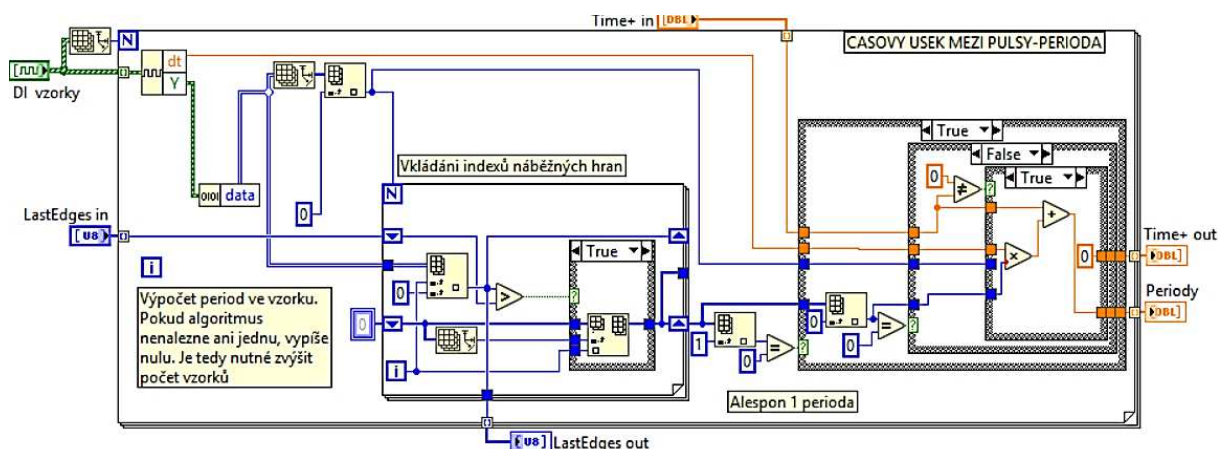 Time+ in
[DBL]
CASOVY USEK MEZI PULSY-PERIODA
N
DI vzorky
dt
Y
True
False
True
Vkládáni indexů náběžných hran
N
0
≠
?
+
0101 data
0
LastEdges in
[U8]
0
Time+ out
DBL
×
i
True
Výpočet period ve vzorku.
Pokud algoritmus
nenalezne ani jednu, vypíše
nulu. Je tedy nutné zvýšit
počet vzorků
0
>
?
Periody
DBL
0
0
=
?
0
1
=
?
0
i
Alespon 1 perioda
[U8]
LastEdges out